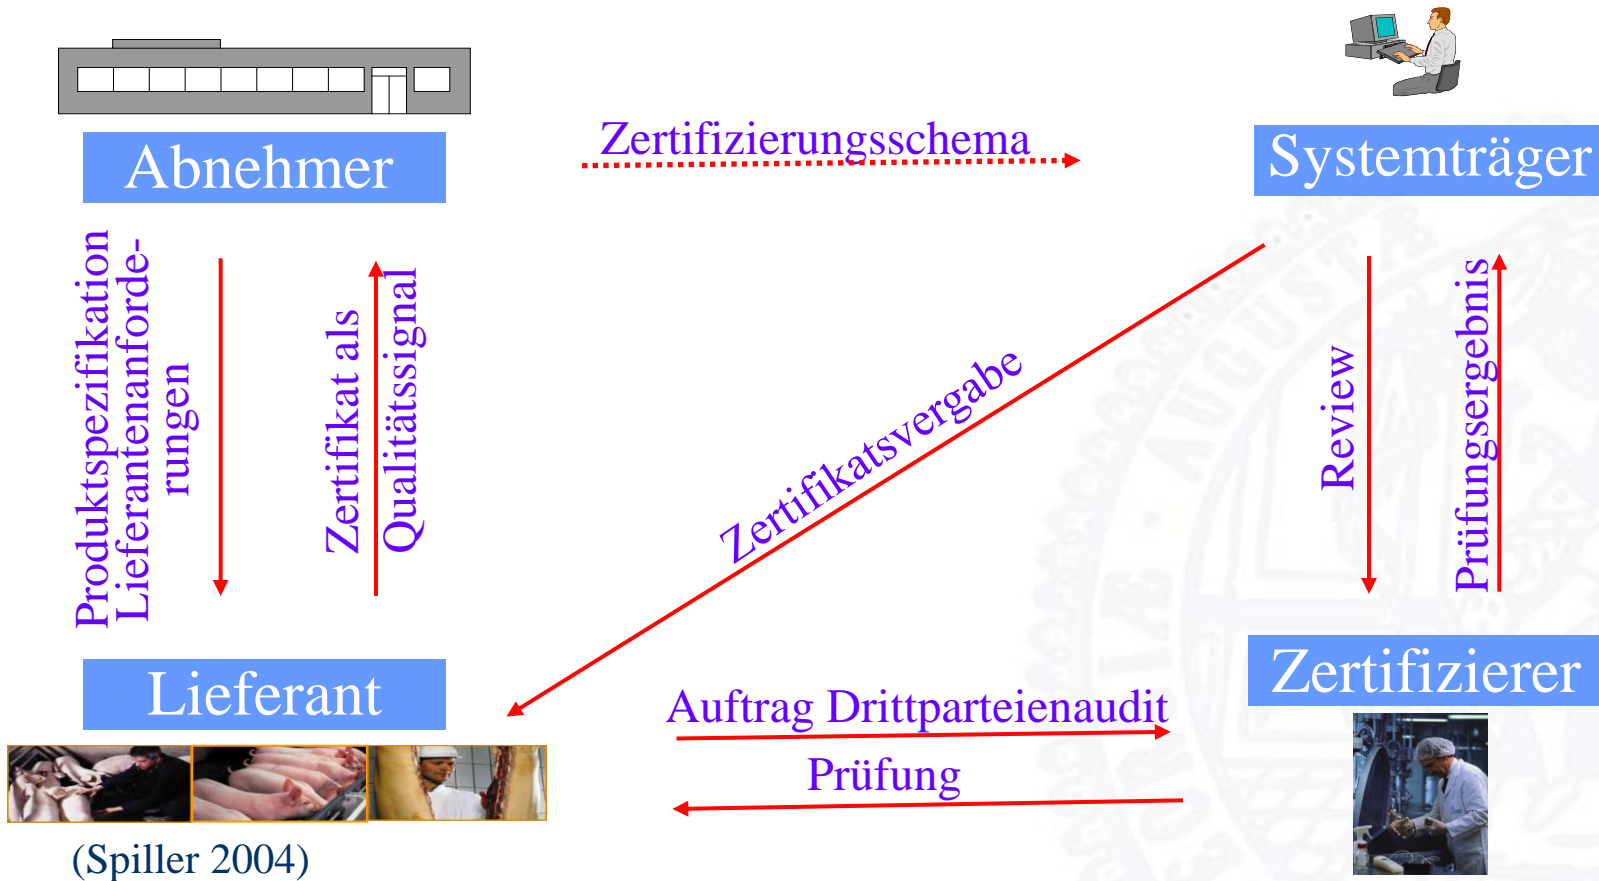 Zertifizierungsschema
Abnehmer
Systemträger
Produktspezifikation
Lieferantenanforde-
rungen
Zertifikat als
Qualitätssignal
Zertifikatsvergabe
Review
Prüfungsergebnis
Lieferant
Zertifizierer
Auftrag Drittparteienaudit
Prüfung
(Spiller 2004)